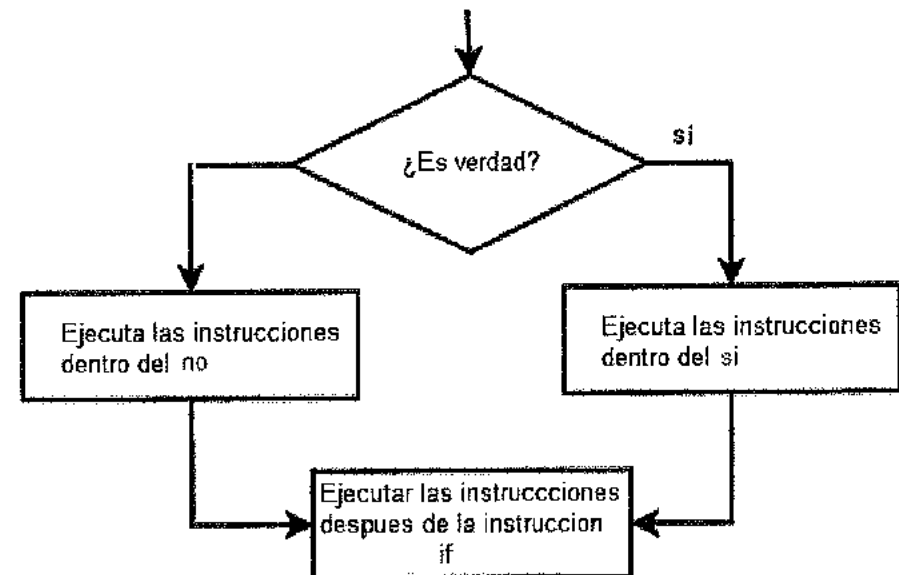 ¿Es verdad?
si
Ejecuta las instrucciones
dentro del no
Ejecuta las instrucciones
dentro del si
Ejecutar las instruccciones
despues de la instruccion
if